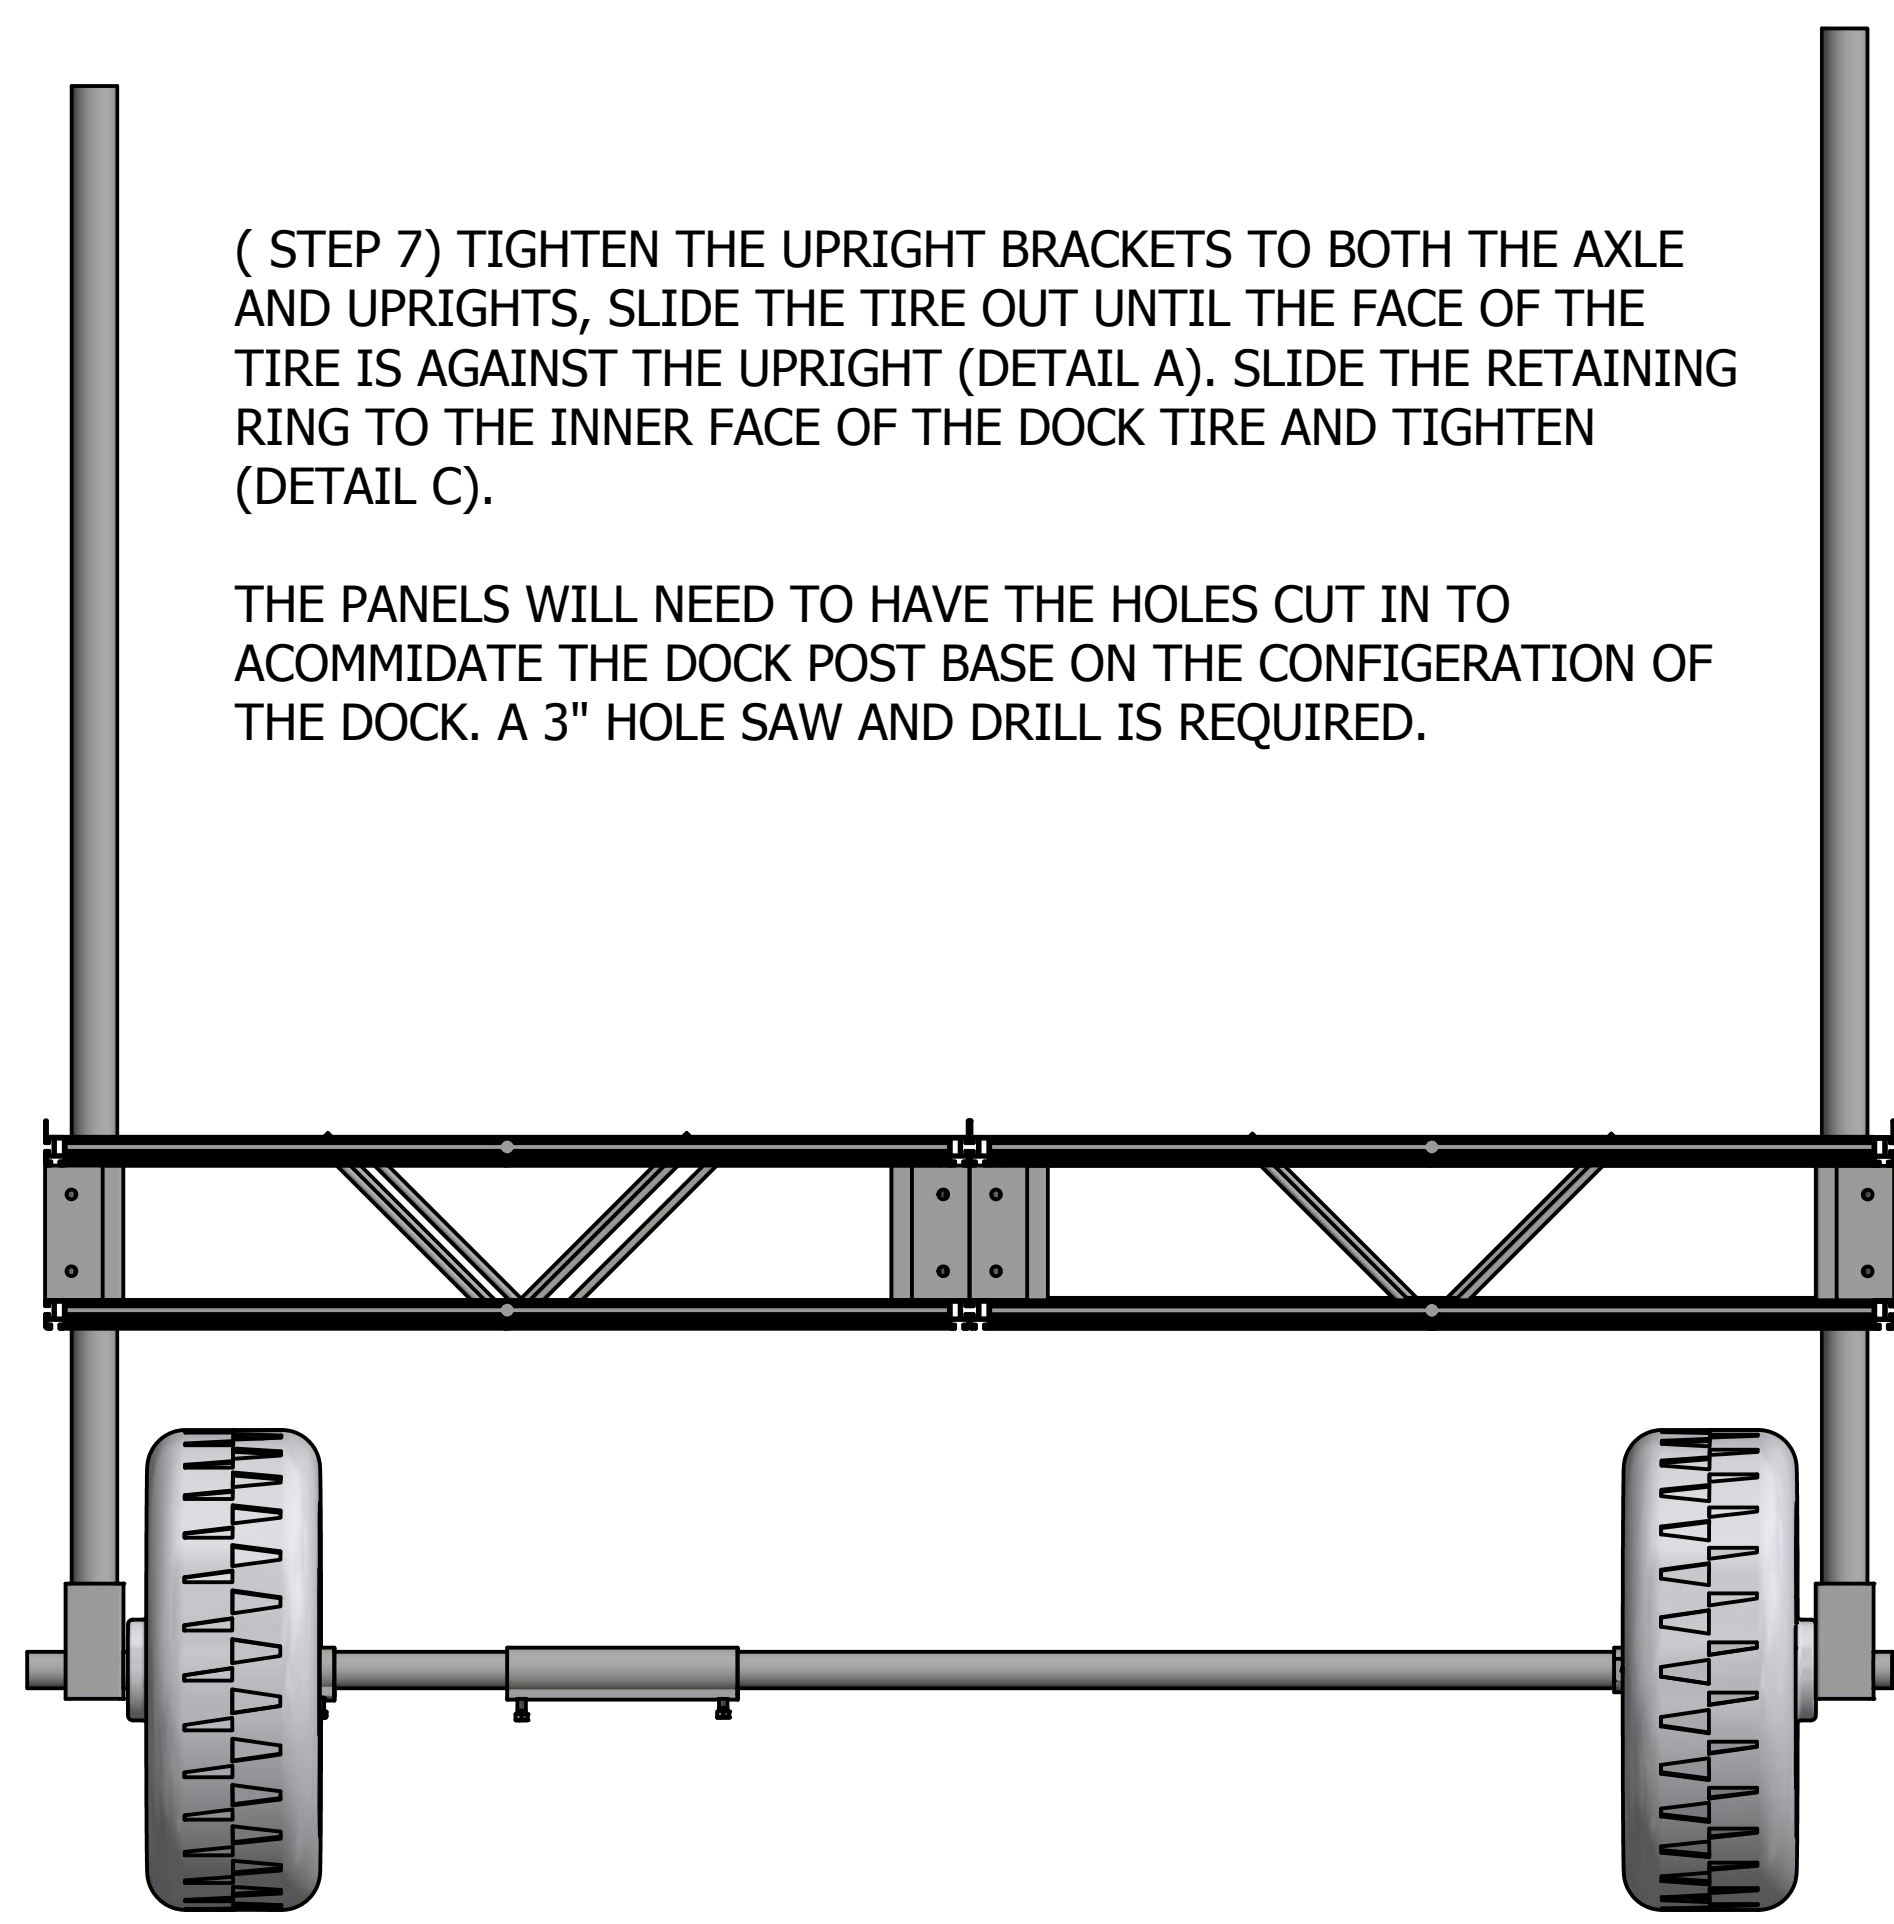 ( STEP 7) TIGHTEN THE UPRIGHT BRACKETS TO BOTH THE AXLE
AND UPRIGHTS, SLIDE THE TIRE OUT UNTIL THE FACE OF THE
TIRE IS AGAINST THE UPRIGHT (DETAIL A). SLIDE THE RETAINING
RING TO THE INNER FACE OF THE DOCK TIRE AND TIGHTEN
(DETAIL C).
THE PANELS WILL NEED TO HAVE THE HOLES CUT IN TO
ACOMMIDATE THE DOCK POST BASE ON THE CONFIGERATION OF
THE DOCK. A 3" HOLE SAW AND DRILL IS REQUIRED.